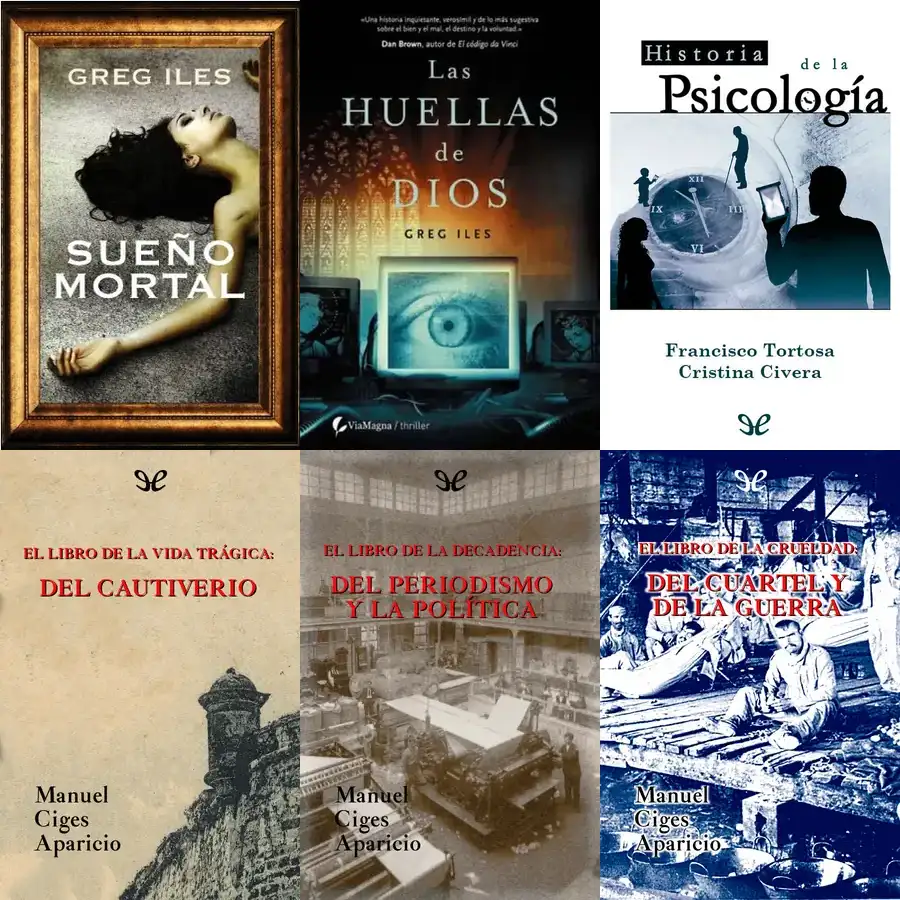 GREG ILES
SUEÑO
MORTAL
«Una historia inquietante, verosímil y de lo más sugestiva
sobre el bien y el mal, el destino y la voluntad.»
Dan Brown, autor de El código da Vinci
Las
HUELLAS
de
DIOS
GREG ILES
ViaMagna / thriller
Historia
de la
Psicología
XII
IX
III
VI
Francisco Tortosa
Cristina Civera
EL LIBRO DE LA VIDA TRÁGICA:
DEL CAUTIVERIO
Manuel
Ciges
Aparicio
EL LIBRO DE LA DECADENCIA:
DEL PERIODISMO
Y LA POLÍTICA
Manuel
Ciges
Aparicio
EL LIBRO DE LA CRUELDAD:
DEL CUARTEL Y
DE LA GUERRA
Manuel
Ciges
Aparicio